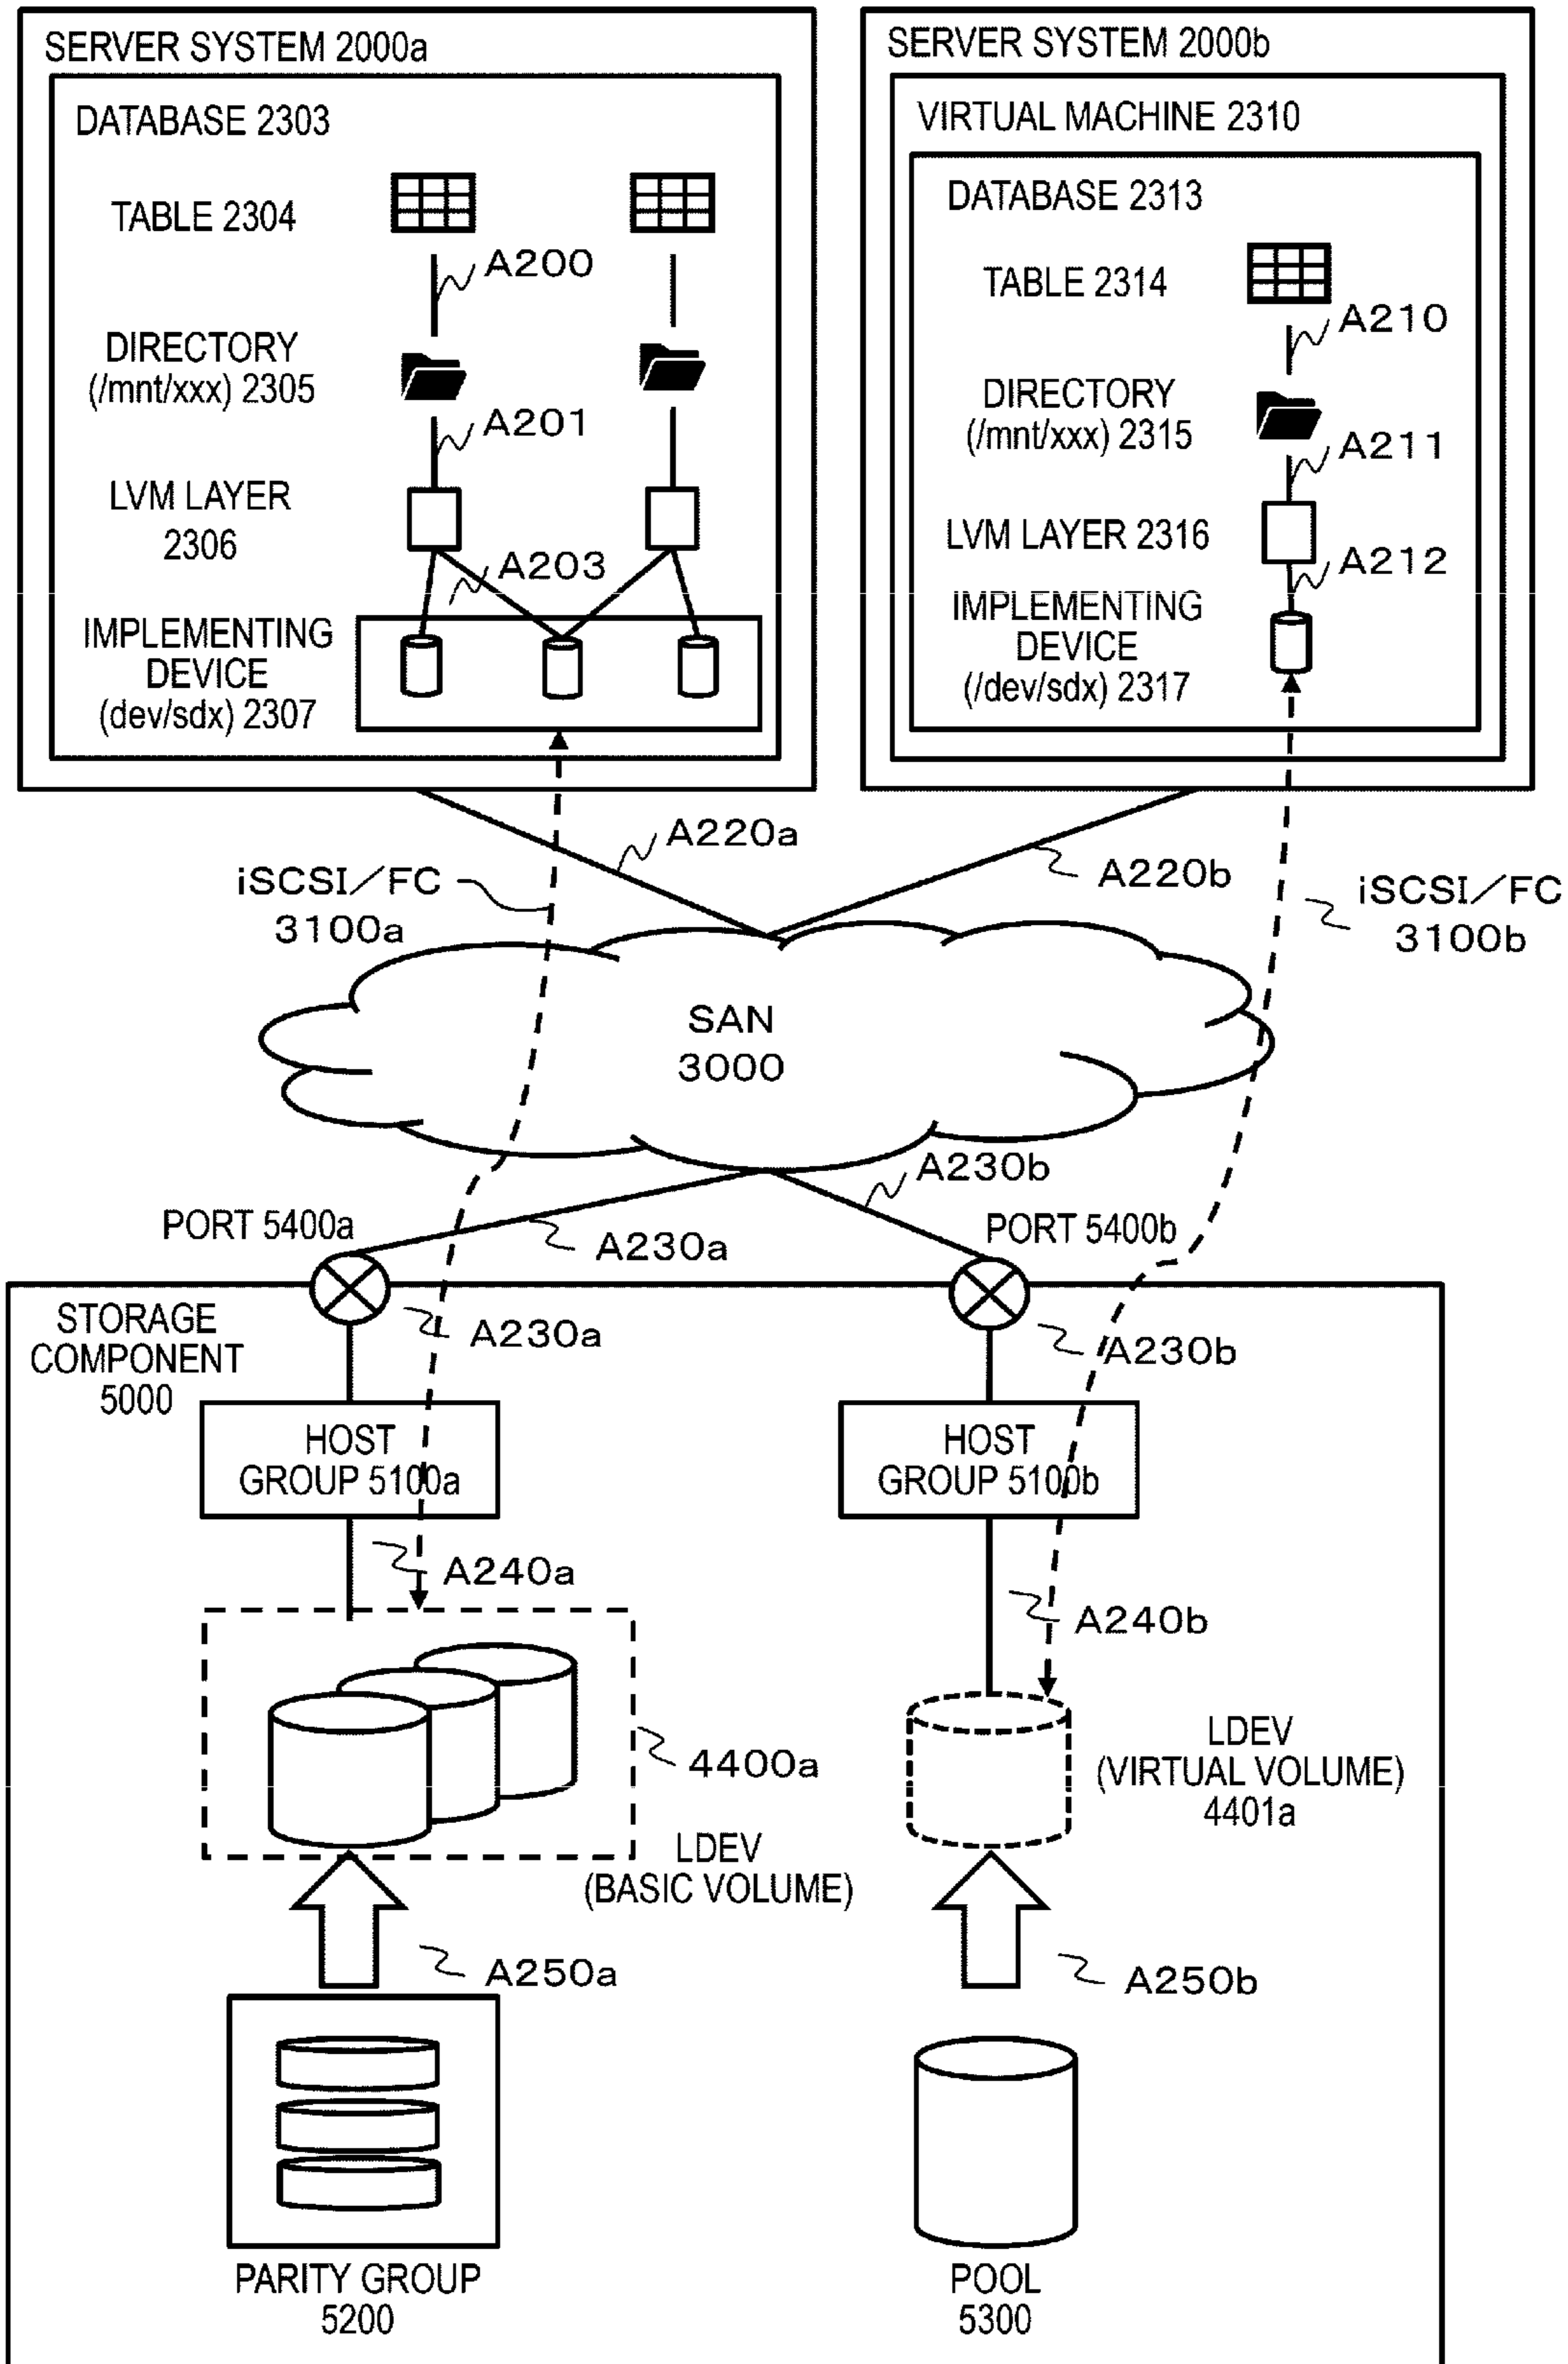 SERVER SYSTEM 2000a
DATABASE 2303
TABLE 2304
A200
DIRECTORY
(/mnt/xxx) 2305
A201
LVM LAYER
2306
A203
IMPLEMENTING
DEVICE
(dev/sdx) 2307
SERVER SYSTEM 2000b
VIRTUAL MACHINE 2310
DATABASE 2313
TABLE 2314
A210
DIRECTORY
(/mnt/xxx) 2315
A211
LVM LAYER 2316
A212
IMPLEMENTING
DEVICE
(/dev/sdx) 2317
A220a
A220b
iSCSI/FC
3100a
iSCSI/FC
3100b
SAN
3000
A230b
PORT 5400a
A230a
PORT 5400b
STORAGE
COMPONENT
5000
A230a
A230b
HOST
GROUP 5100a
HOST
GROUP 5100b
A240a
A240b
4400a
LDEV
(BASIC VOLUME)
LDEV
(VIRTUAL VOLUME)
4401a
A250a
A250b
PARITY GROUP
5200
POOL
5300